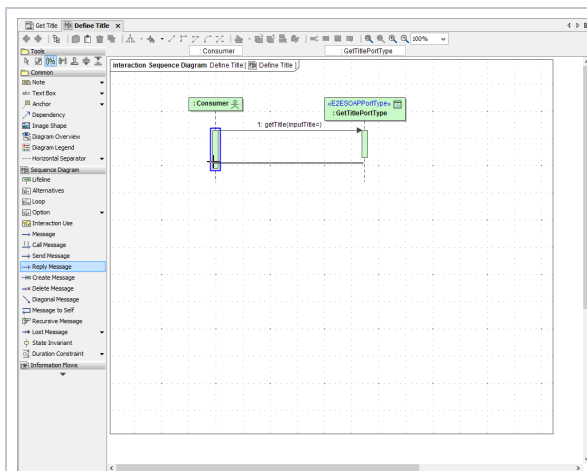 Get Title Define Title ×
100%
: Consumer : GetTitlePortType
Tools
Common
Note
abc Text Box
Anchor
Dependency
Image Shape
Diagram Overview
Diagram Legend
Horizontal Separator
Sequence Diagram
Lifeline
Alternatives
Loop
Option
Interaction Use
Message
Call Message
Send Message
Reply Message
Create Message
Delete Message
Diagonal Message
Message to Self
Recursive Message
Lost Message
State Invariant
Duration Constraint
Information Flows
interaction Sequence Diagram Define Title [ Define Title ]
: Consumer
«E2ESOAPPortType»
: GetTitlePortType
1: getTitle(inputTitle=)